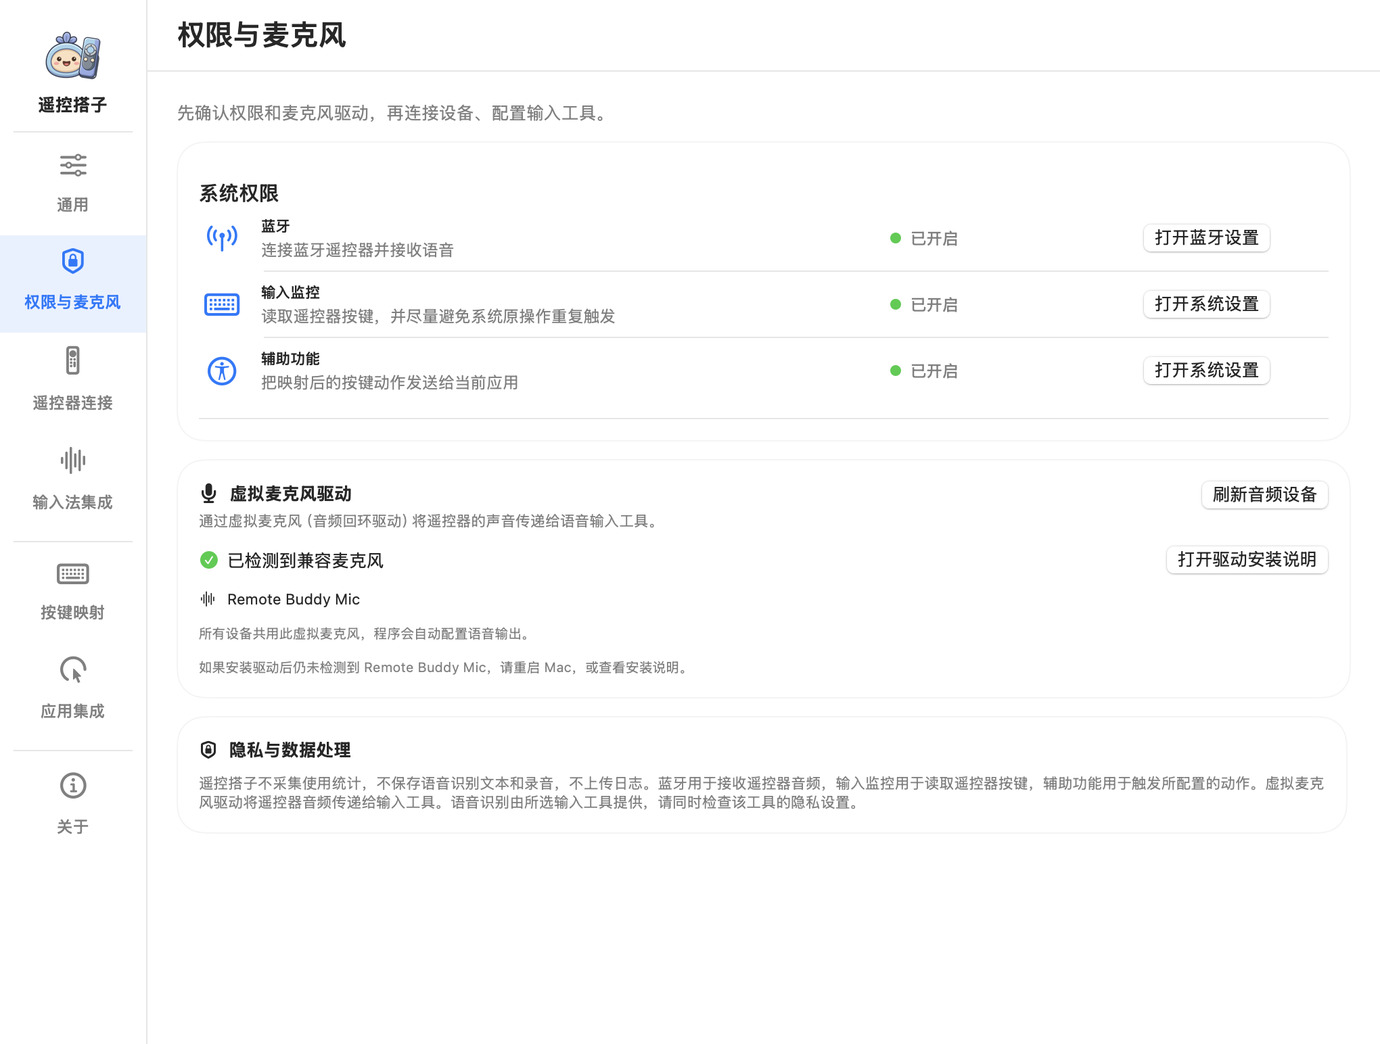 遥控搭子
通用
权限与麦克风
遥控器连接
输入法集成
按键映射
应用集成
关于
权限与麦克风
先确认权限和麦克风驱动，再连接设备、配置输入工具。
系统权限
蓝牙
连接蓝牙遥控器并接收语音
已开启
打开蓝牙设置
输入监控
读取遥控器按键，并尽量避免系统原操作重复触发
已开启
打开系统设置
辅助功能
把映射后的按键动作发送给当前应用
已开启
打开系统设置
虚拟麦克风驱动
刷新音频设备
通过虚拟麦克风 (音频回环驱动) 将遥控器的声音传递给语音输入工具。
已检测到兼容麦克风
打开驱动安装说明
Remote Buddy Mic
所有设备共用此虚拟麦克风，程序会自动配置语音输出。
如果安装驱动后仍未检测到 Remote Buddy Mic，请重启 Mac，或查看安装说明。
隐私与数据处理
遥控搭子不采集使用统计，不保存语音识别文本和录音，不上传日志。蓝牙用于接收遥控器音频，输入监控用于读取遥控器按键，辅助功能用于触发所配置的动作。虚拟麦克
风驱动将遥控器音频传递给输入工具。语音识别由所选输入工具提供，请同时检查该工具的隐私设置。